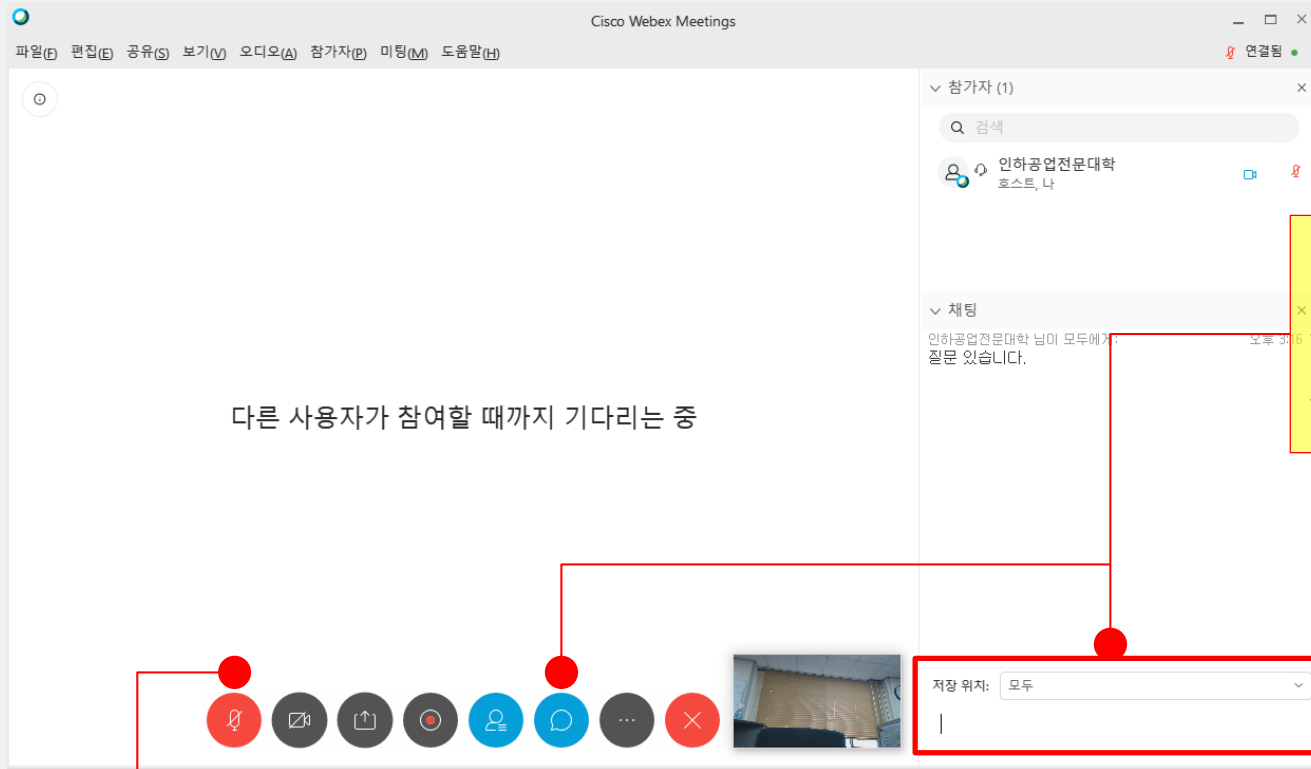 Cisco Webex Meetings
파일(F) 편집(E) 공유(S) 보기(V) 오디오(A) 참가자(P) 미팅(M) 도움말(H)
연결됨
참가자 (1)
검색
인하공업전문대학
호스트, 나
채팅
인하공업전문대학 님이 모두에게: 오후 3:16
질문 있습니다.
다른 사용자가 참여할 때까지 기다리는 중
저장 위치: 모두